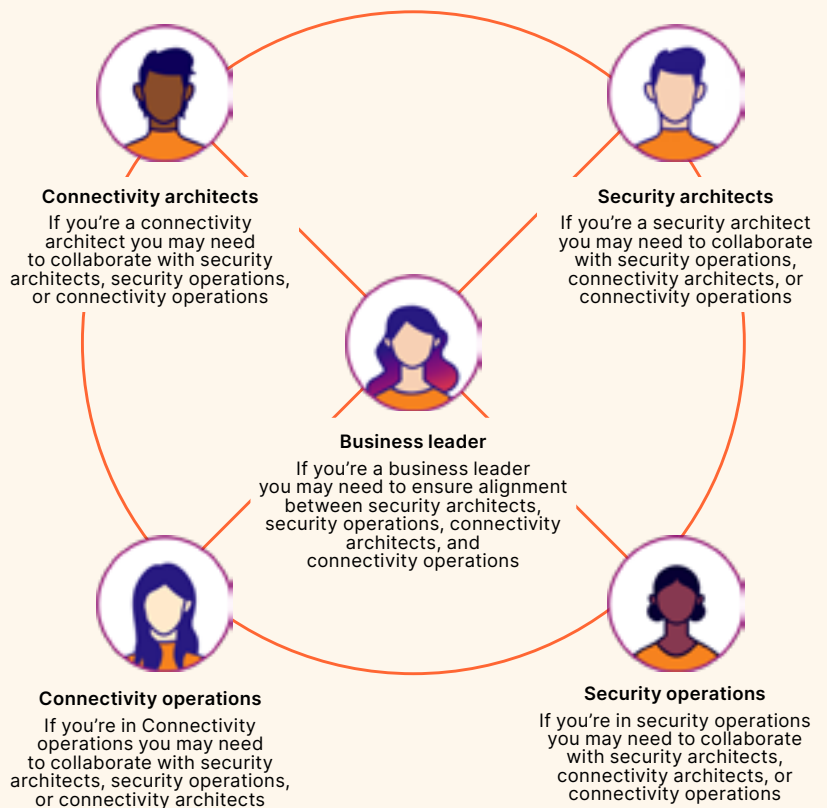 Connectivity architects
If you're a connectivity
architect you may need
to collaborate with security
architects, security operations,
or connectivity operations
Security architects
If you're a security architect
you may need to collaborate
with security operations,
connectivity architects, or
connectivity operations
Business leader
If you're a business leader
you may need to ensure alignment
between security architects,
security operations, connectivity
architects, and
connectivity operations
Connectivity operations
If you're in Connectivity
operations you may need
to collaborate with security
architects, security operations,
or connectivity architects
Security operations
If you're in security operations
you may need to collaborate
with security architects,
connectivity architects, or
connectivity operations